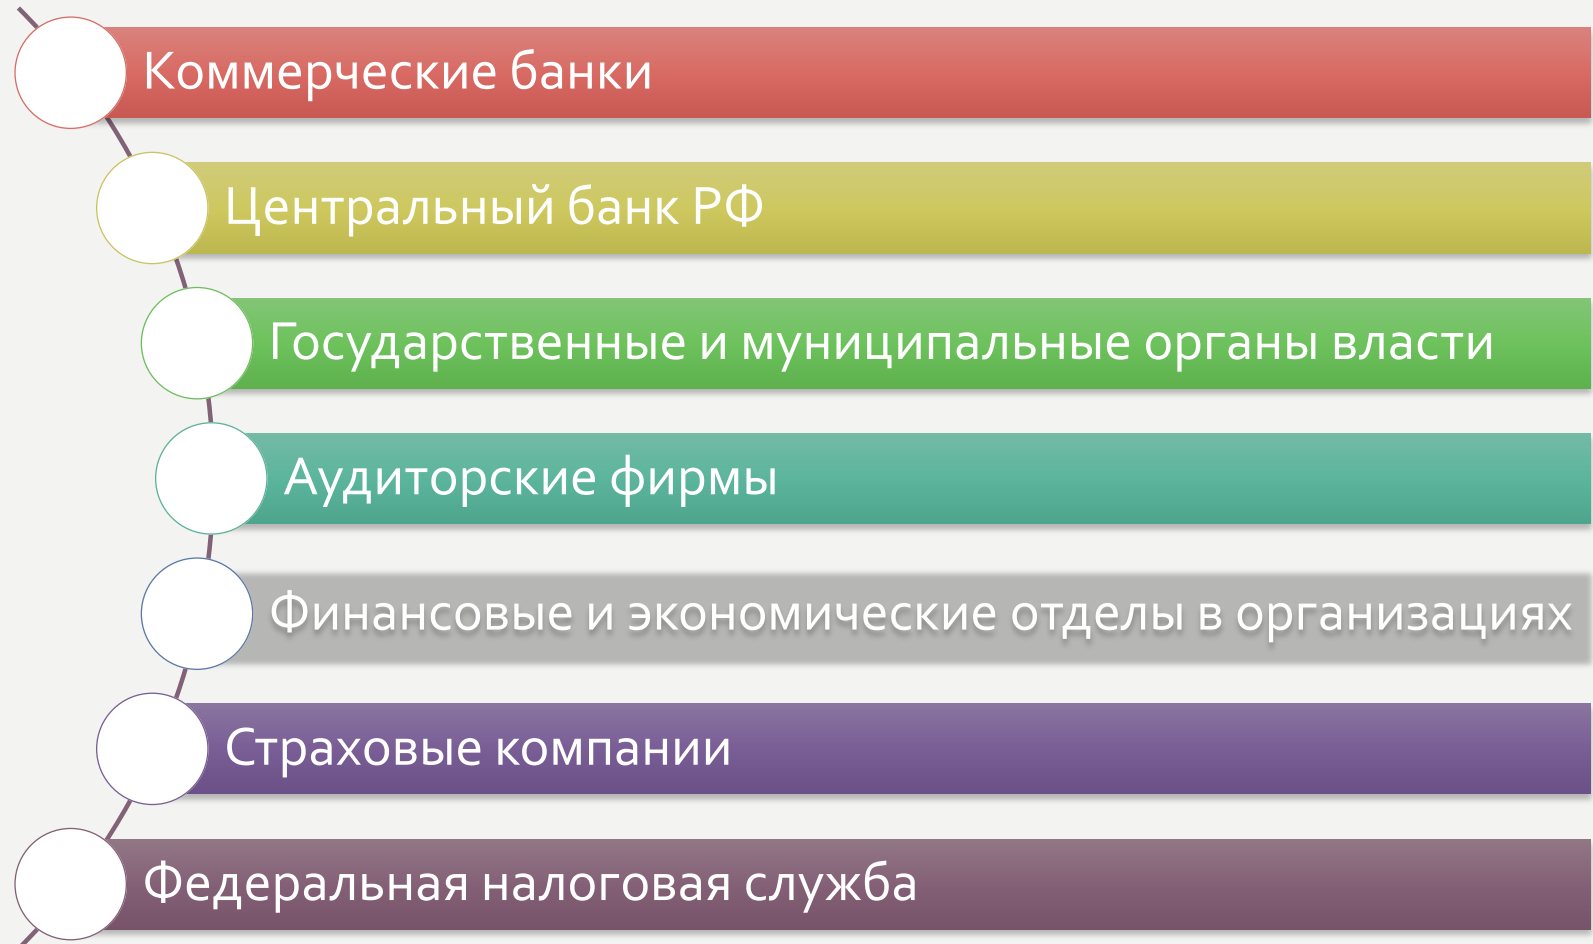 Коммерческие банки
Центральный банк РФ
Государственные и муниципальные органы власти
Аудиторские фирмы
Финансовые и экономические отделы в организациях
Страховые компании
Федеральная налоговая служба